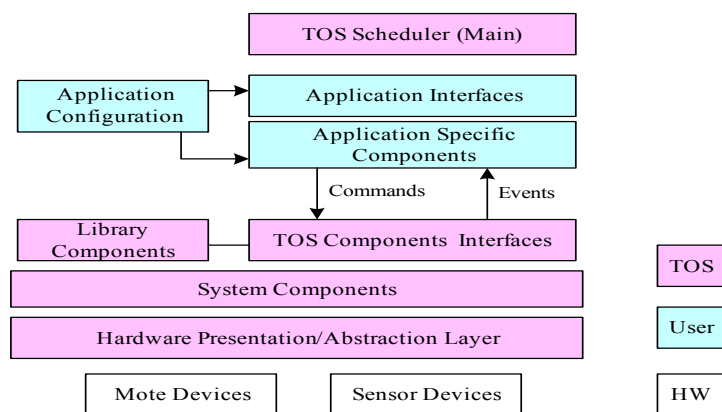 TOS Scheduler (Main)
Application
Configuration
Application Interfaces
Application Specific
Components
Commands
Events
Library
Components
TOS Components Interfaces
System Components
Hardware Presentation/Abstraction Layer
Mote Devices
Sensor Devices
TOS
User
HW